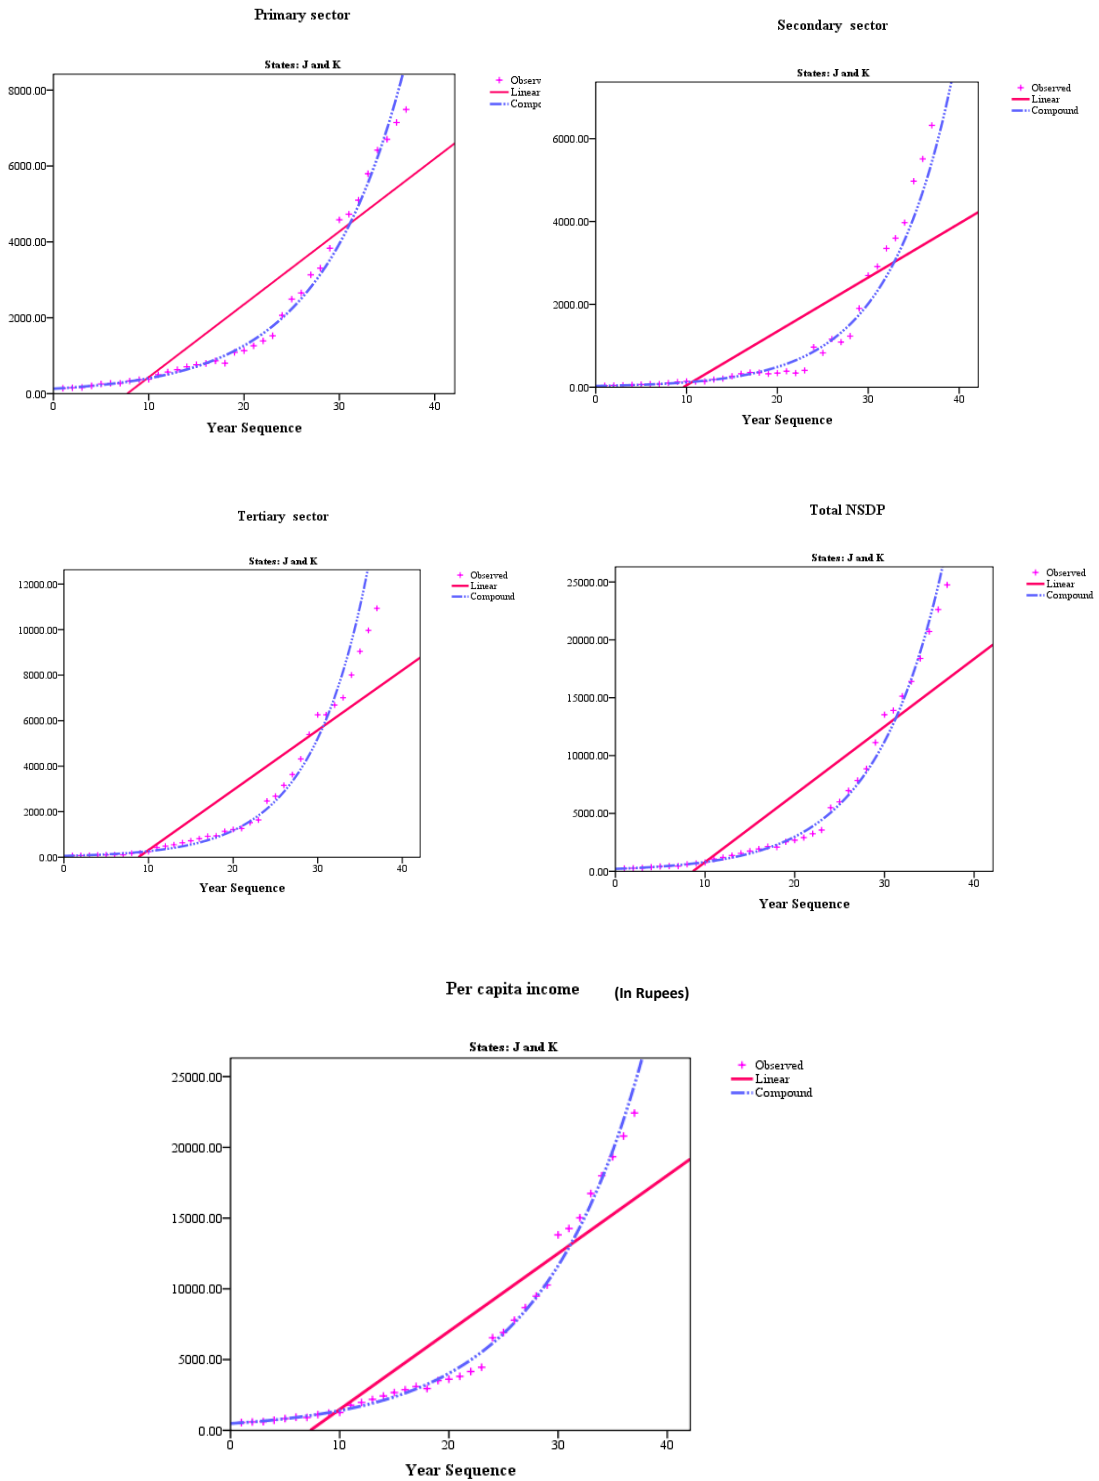 Primary sector
States: J and K
Observ
Linear
Compo
8000.00
6000.00
4000.00
2000.00
0.00
0 10 20 30 40
Year Sequence
Secondary sector
States: J and K
Observed
Linear
Compound
6000.00
4000.00
2000.00
0.00
0 10 20 30 40
Year Sequence
Tertiary sector
States: J and K
Observed
Linear
Compound
12000.00
10000.00
8000.00
6000.00
4000.00
2000.00
0.00
0 10 20 30 40
Year Sequence
Total NSDP
States: J and K
Observed
Linear
Compound
25000.00
20000.00
15000.00
10000.00
5000.00
0.00
0 10 20 30 40
Year Sequence
Per capita income (In Rupees)
States: J and K
Observed
Linear
Compound
25000.00
20000.00
15000.00
10000.00
5000.00
0.00
0 10 20 30 40
Year Sequence